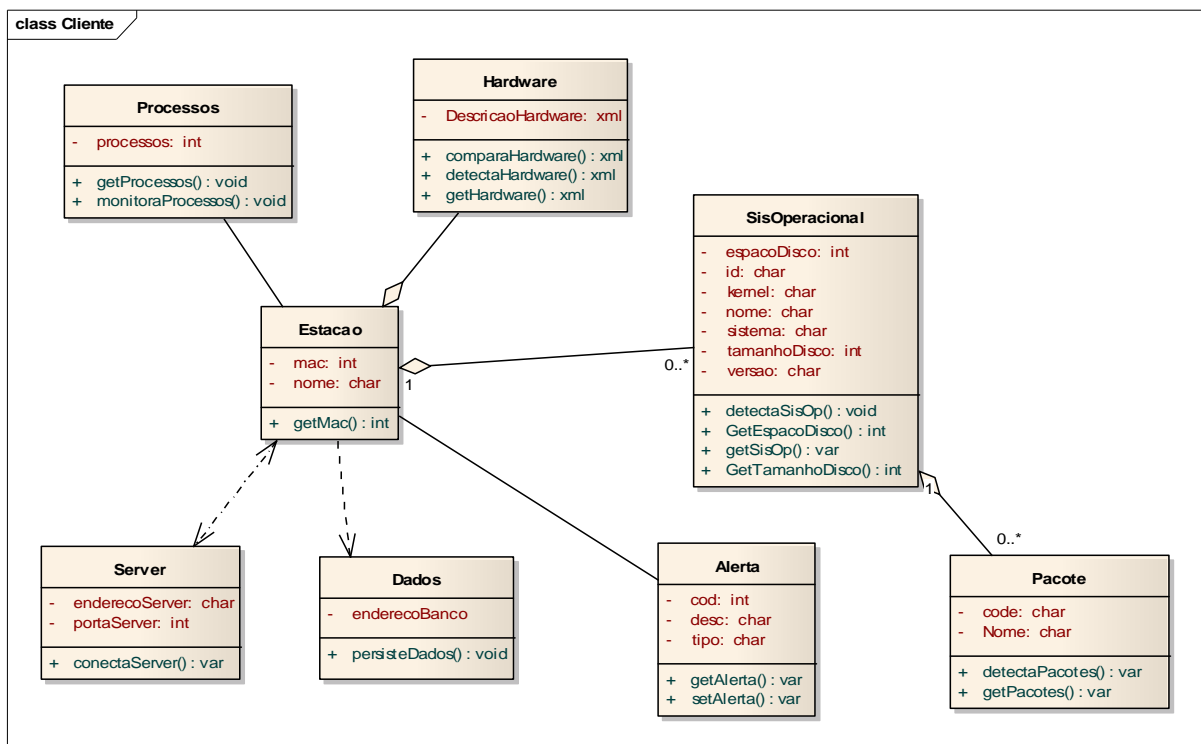 class Cliente
Processos
- processos: int
+ getProcessos() : void
+ monitoraProcessos() : void
Hardware
- DescricaoHardware: xml
+ comparaHardware() : xml
+ detectaHardware() : xml
+ getHardware() : xml
SisOperacional
- espacoDisco: int
- id: char
- kernel: char
- nome: char
- sistema: char
- tamanhoDisco: int
- versao: char
+ detectaSisOp() : void
+ GetEspacoDisco() : int
+ getSisOp() : var
+ GetTamanhoDisco() : int
Estacao
- mac: int
- nome: char
+ getMac() : int
1
0..*
1
0..*
Server
- enderecoServer: char
- portaServer: int
+ conectaServer() : var
Dados
- enderecoBanco
+ persisteDados() : void
Alerta
- cod: int
- desc: char
- tipo: char
+ getAlerta() : var
+ setAlerta() : var
Pacote
- code: char
- Nome: char
+ detectaPacotes() : var
+ getPacotes() : var